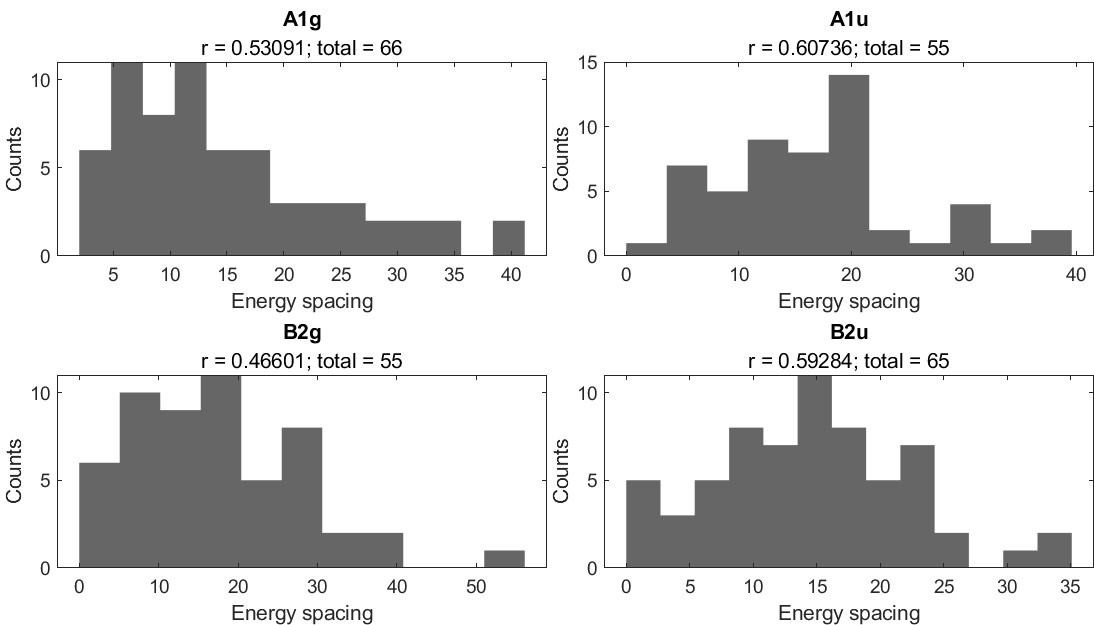 A1g
r = 0.53091; total = 66
10
5
0
Counts
5 10 15 20 25 30 35 40
Energy spacing
A1u
r = 0.60736; total = 55
15
10
5
0
Counts
0 10 20 30 40
Energy spacing
B2g
r = 0.46601; total = 55
10
5
0
Counts
0 10 20 30 40 50
Energy spacing
B2u
r = 0.59284; total = 65
10
5
0
Counts
0 5 10 15 20 25 30 35
Energy spacing